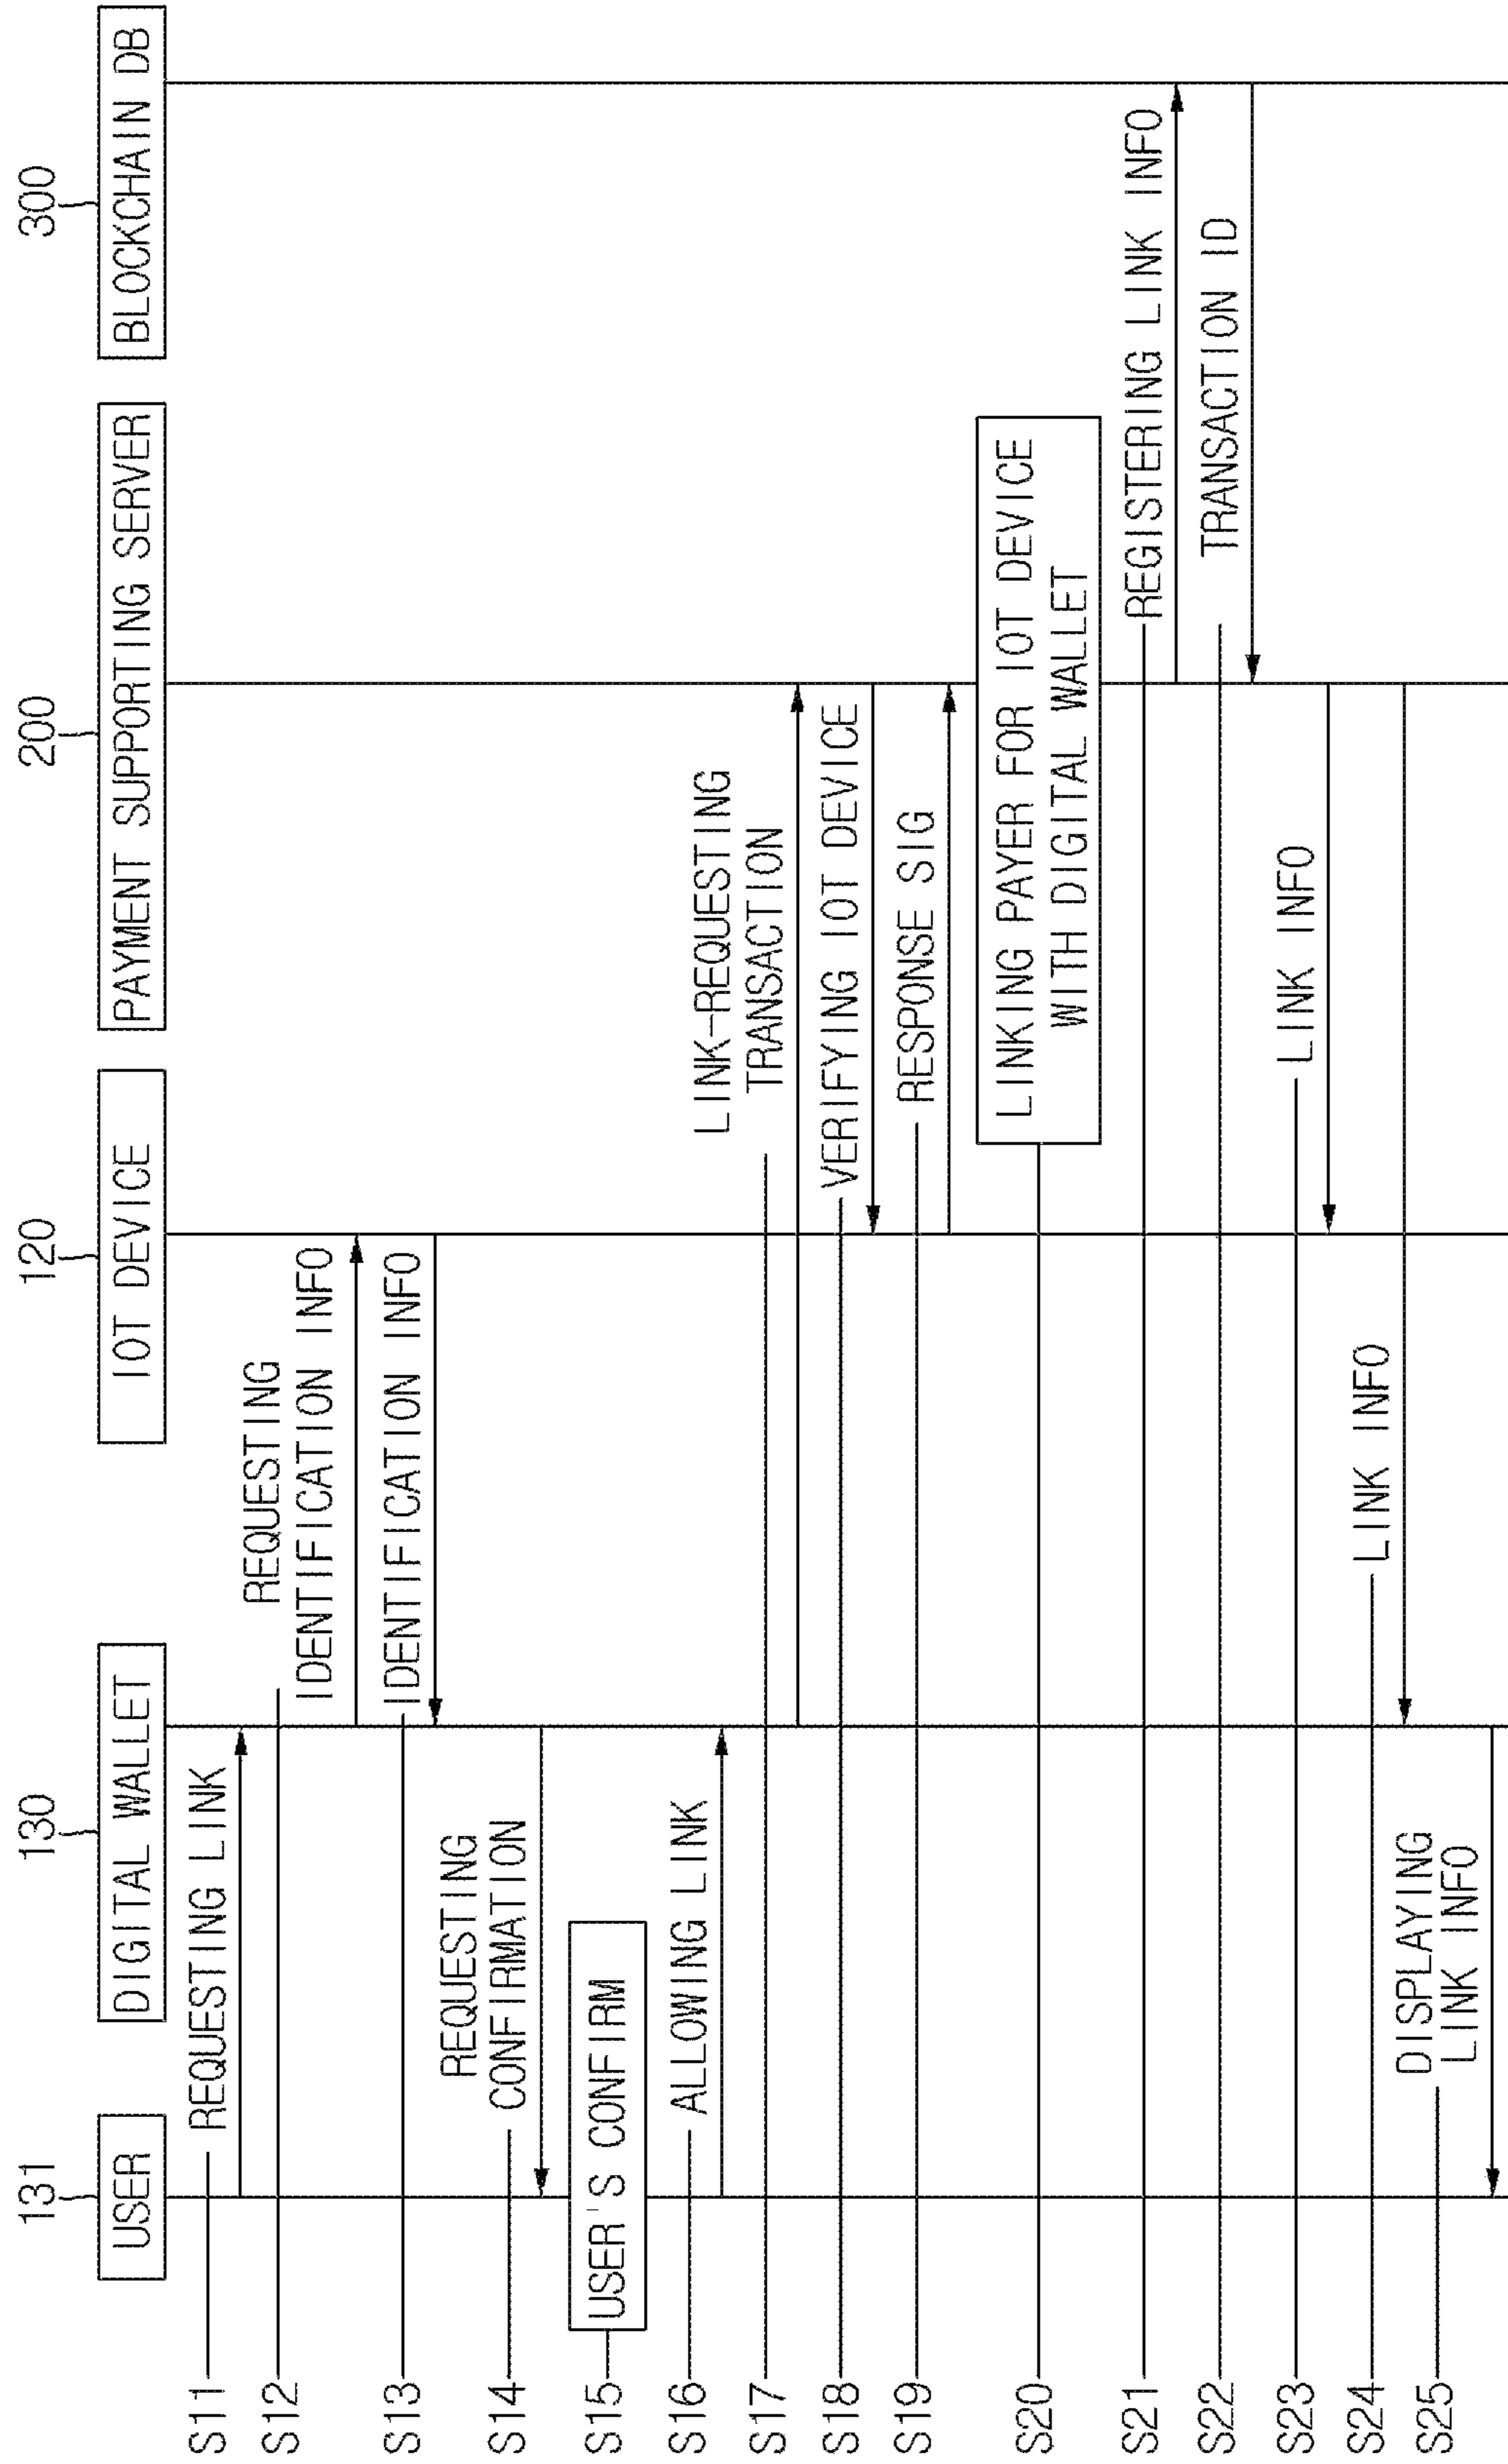 131
130
120
200
300
USER
DIGITAL WALLET
IOT DEVICE
PAYMENT SUPPORTING SERVER
BLOCKCHAIN DB
S11
REQUESTING LINK
S12
REQUESTING
IDENTIFICATION INFO
S13
IDENTIFICATION INFO
S14
REQUESTING
CONFIRMATION
S15
USER'S CONFIRM
S16
ALLOWING LINK
S17
LINK-REQUESTING
TRANSACTION
S18
VERIFYING IOT DEVICE
S19
RESPONSE SIG
S20
LINKING PAYER FOR IOT DEVICE
WITH DIGITAL WALLET
S21
REGISTERING LINK INFO
S22
TRANSACTION ID
S23
LINK INFO
S24
LINK INFO
S25
DISPLAYING
LINK INFO